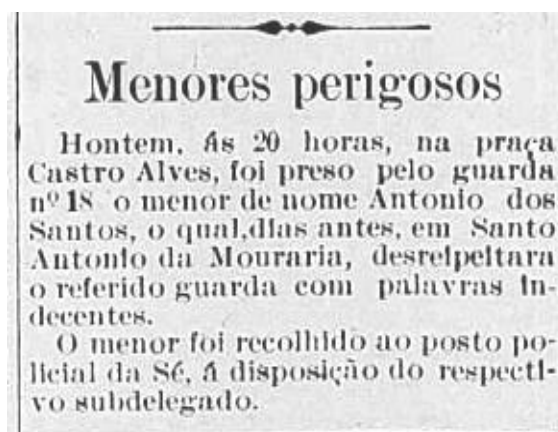 Menores perigosos
Hontem, ás 20 horas, na praça
Castro Alves, foi preso pelo guarda
nº 18 o menor de nome Antonio dos
Santos, o qual,dias antes, em Santo
Antonio da Mouraria, desreipeitara
o referido guarda com palavras in-
decentes.
O menor foi recolhido ao posto po-
licial da Sé, á disposição do respecti-
vo subdelegado.